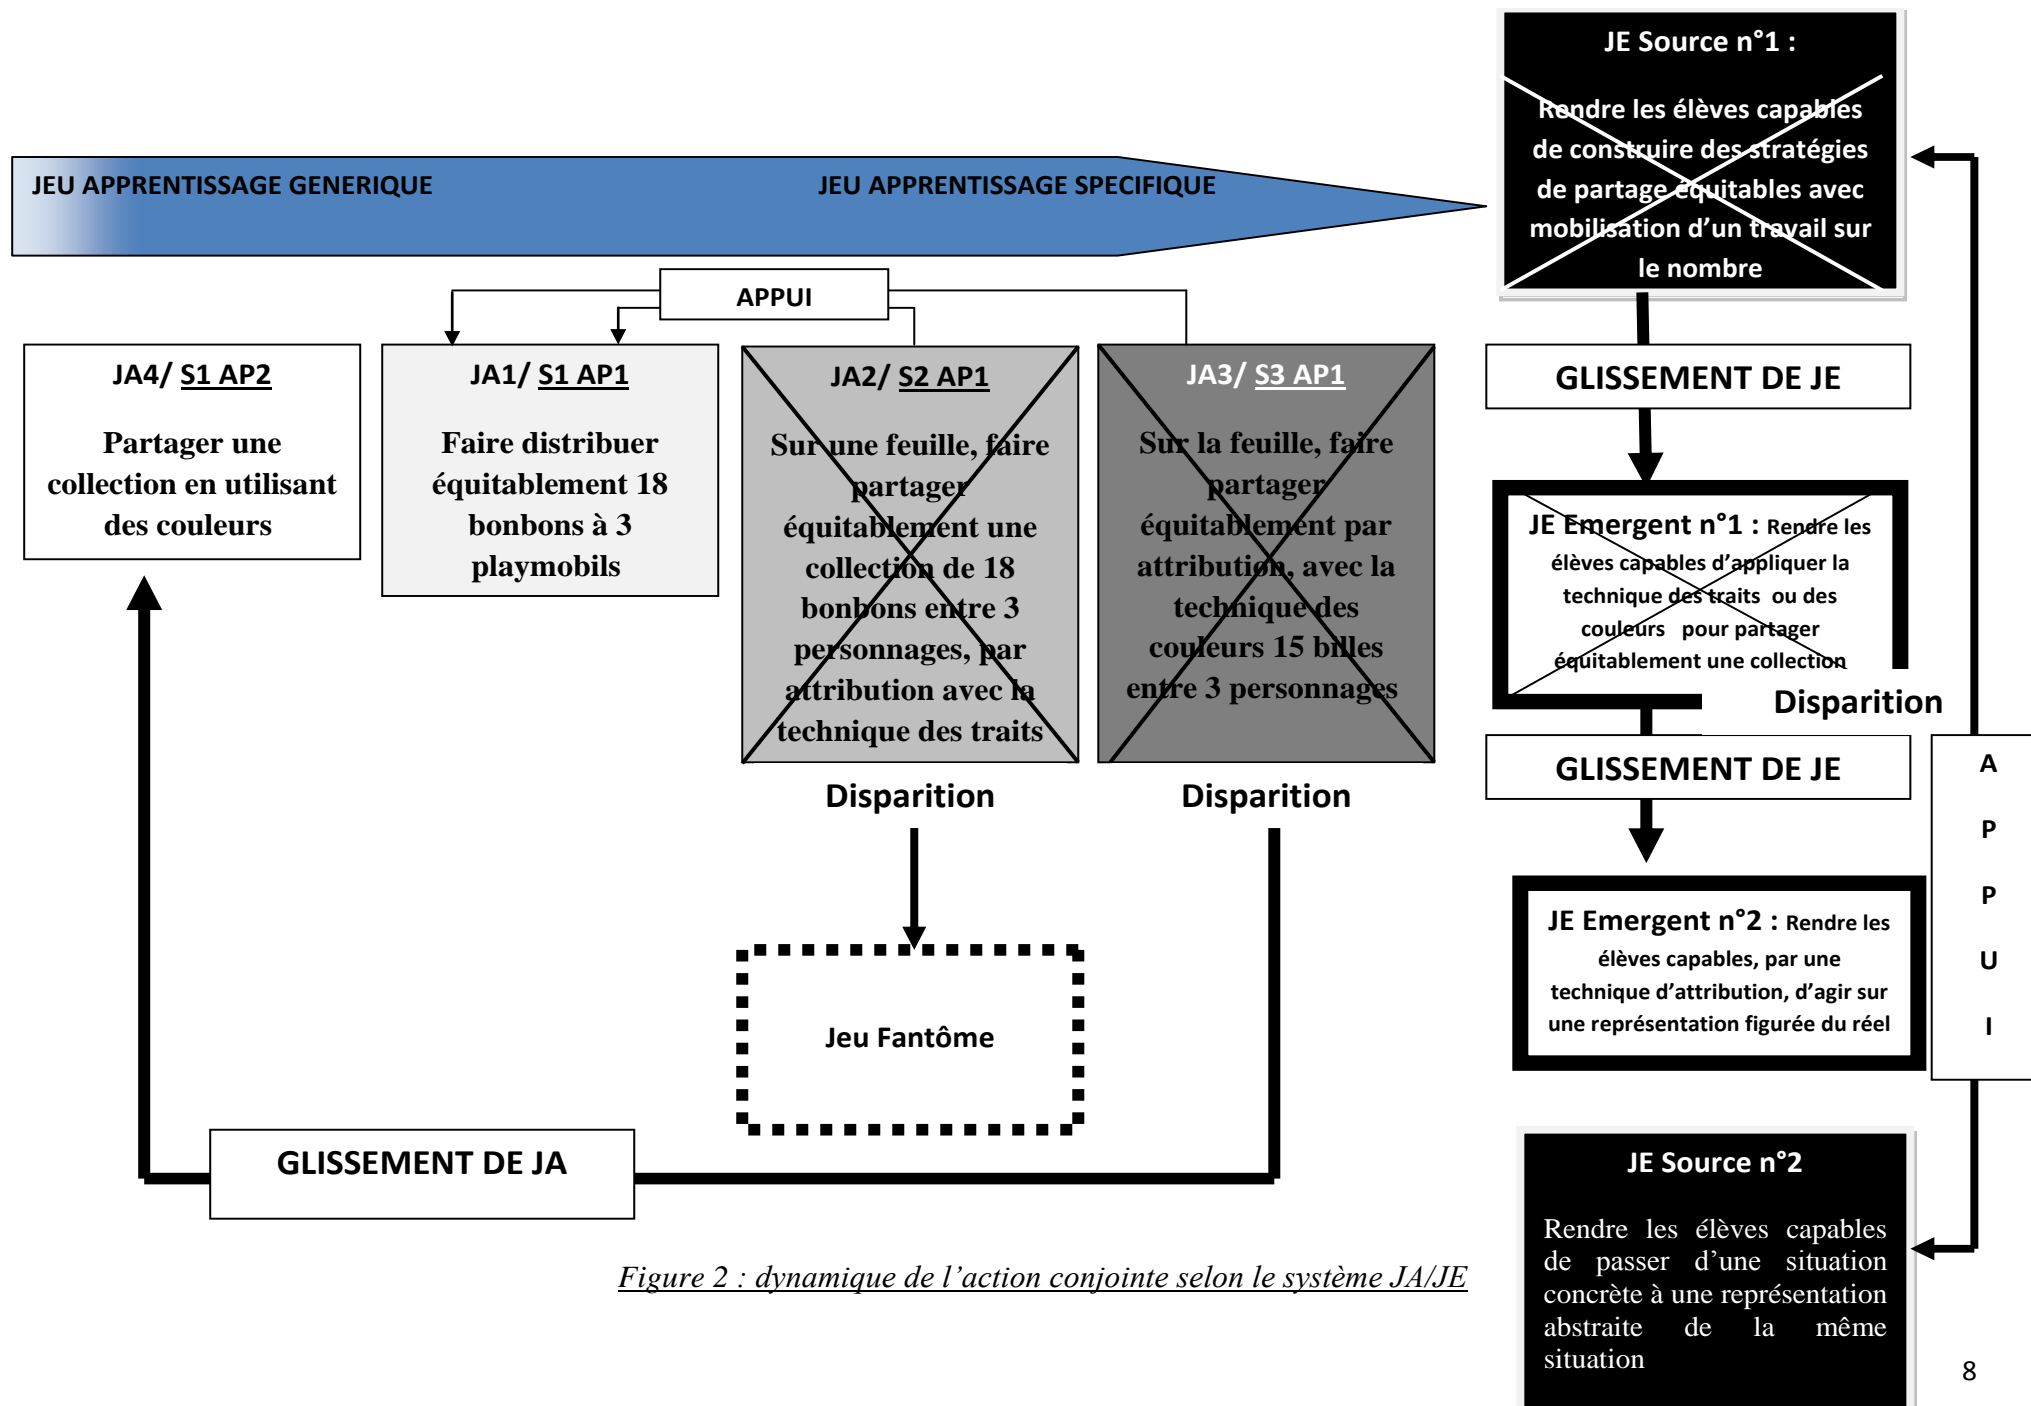 JE Source n°1 :
Rendre les élèves capables
de construire des stratégies
de partage équitables avec
mobilisation d'un travail sur
le nombre
JEU APPRENTISSAGE GENERIQUE
JEU APPRENTISSAGE SPECIFIQUE
APPUI
JA4/ S1 AP2
Partager une
collection en utilisant
des couleurs
JA1/ S1 AP1
Faire distribuer
équitablement 18
bonbons à 3
playmobils
JA2/ S2 AP1
Sur une feuille, faire
partager
équitablement une
collection de 18
bonbons entre 3
personnages, par
attribution avec la
technique des traits
JA3/ S3 AP1
Sur la feuille, faire
partager
équitablement par
attribution, avec la
technique des
couleurs 15 billes
entre 3 personnages
GLISSEMENT DE JE
JE Emergent n°1 : Rendre les
élèves capables d'appliquer la
technique des traits ou des
couleurs pour partager
équitablement une collection
Disparition
GLISSEMENT DE JE
Disparition
Disparition
A
P
P
U
I
JE Emergent n°2 : Rendre les
élèves capables, par une
technique d'attribution, d'agir sur
une représentation figurée du réel
Jeu Fantôme
GLISSEMENT DE JA
JE Source n°2
Rendre les élèves capables
de passer d'une situation
concrète à une représentation
abstraite de la même
situation
Figure 2 : dynamique de l'action conjointe selon le système JA/JE
8